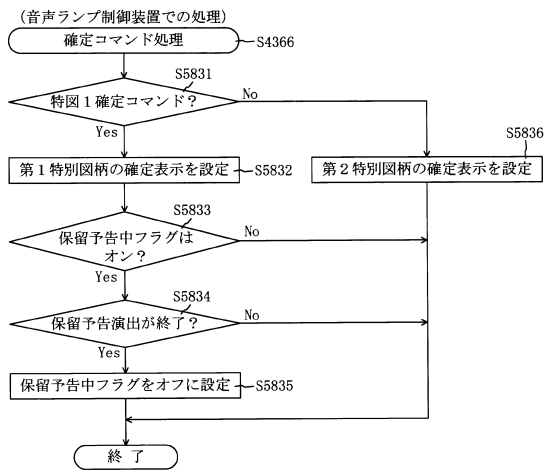 （音声ランプ制御装置での処理）
確定コマンド処理
S4366
S5831
特図１確定コマンド？
No
Yes
S5836
第１特別図柄の確定表示を設定
S5832
第２特別図柄の確定表示を設定
S5833
保留予告中フラグは
オン？
No
Yes
S5834
保留予告演出が終了？
No
Yes
保留予告中フラグをオフに設定
S5835
終 了